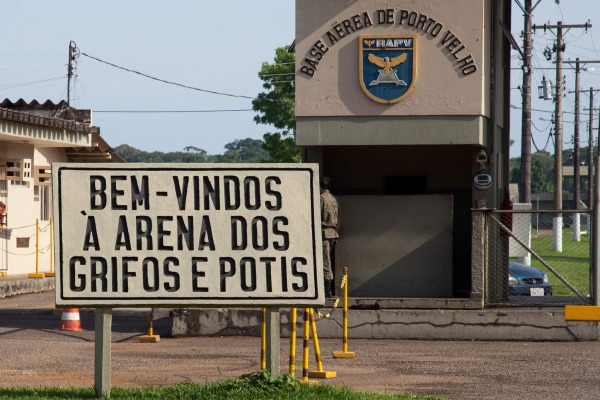 BASE AÉREA DE PORTO VELHO
BAPV
BEM-VINDOS
À ARENA DOS
GRIFOS E POTIS